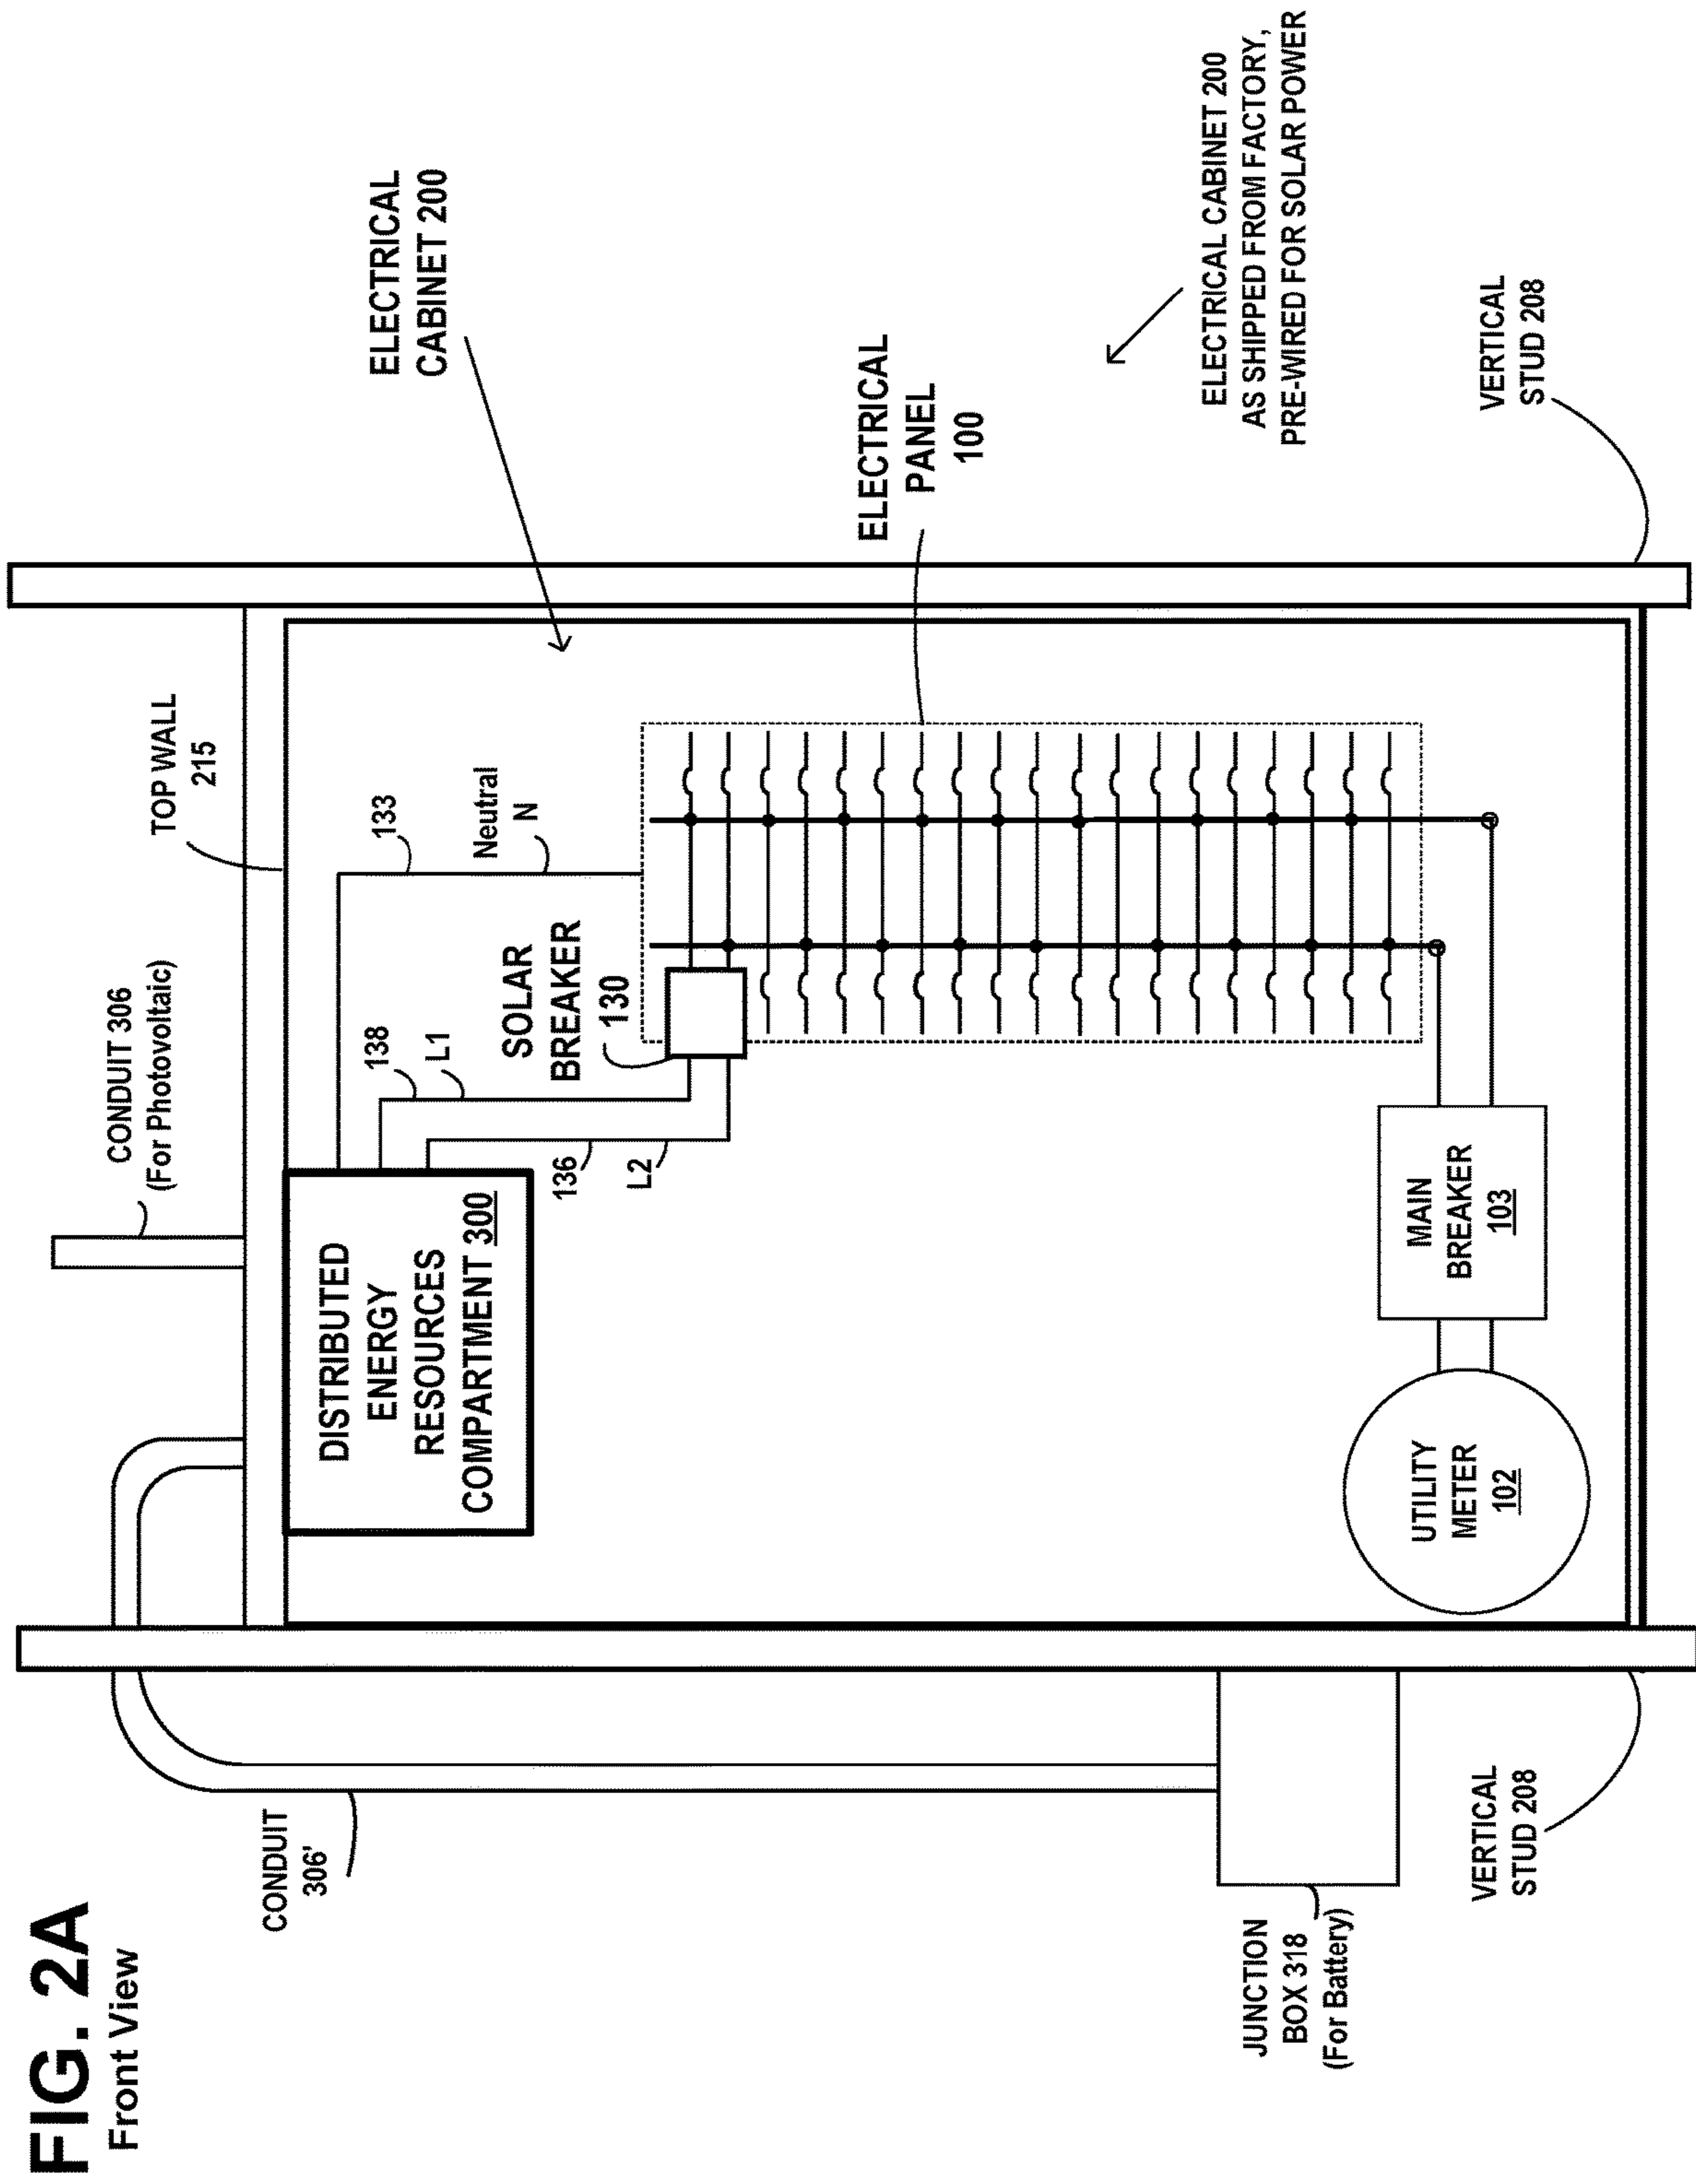 FIG. 2A
Front View
CONDUIT
306'
JUNCTION
BOX 318
(For Battery)
VERTICAL
STUD 208
CONDUIT 306
(For Photovoltaic)
TOP WALL
215
DISTRIBUTED
ENERGY
RESOURCES
COMPARTMENT 300
133
138
L1
Neutral
N
136
L2
SOLAR
BREAKER
130
UTILITY
METER
102
MAIN
BREAKER
103
ELECTRICAL
CABINET 200
ELECTRICAL
PANEL
100
ELECTRICAL CABINET 200
AS SHIPPED FROM FACTORY,
PRE-WIRED FOR SOLAR POWER
VERTICAL
STUD 208